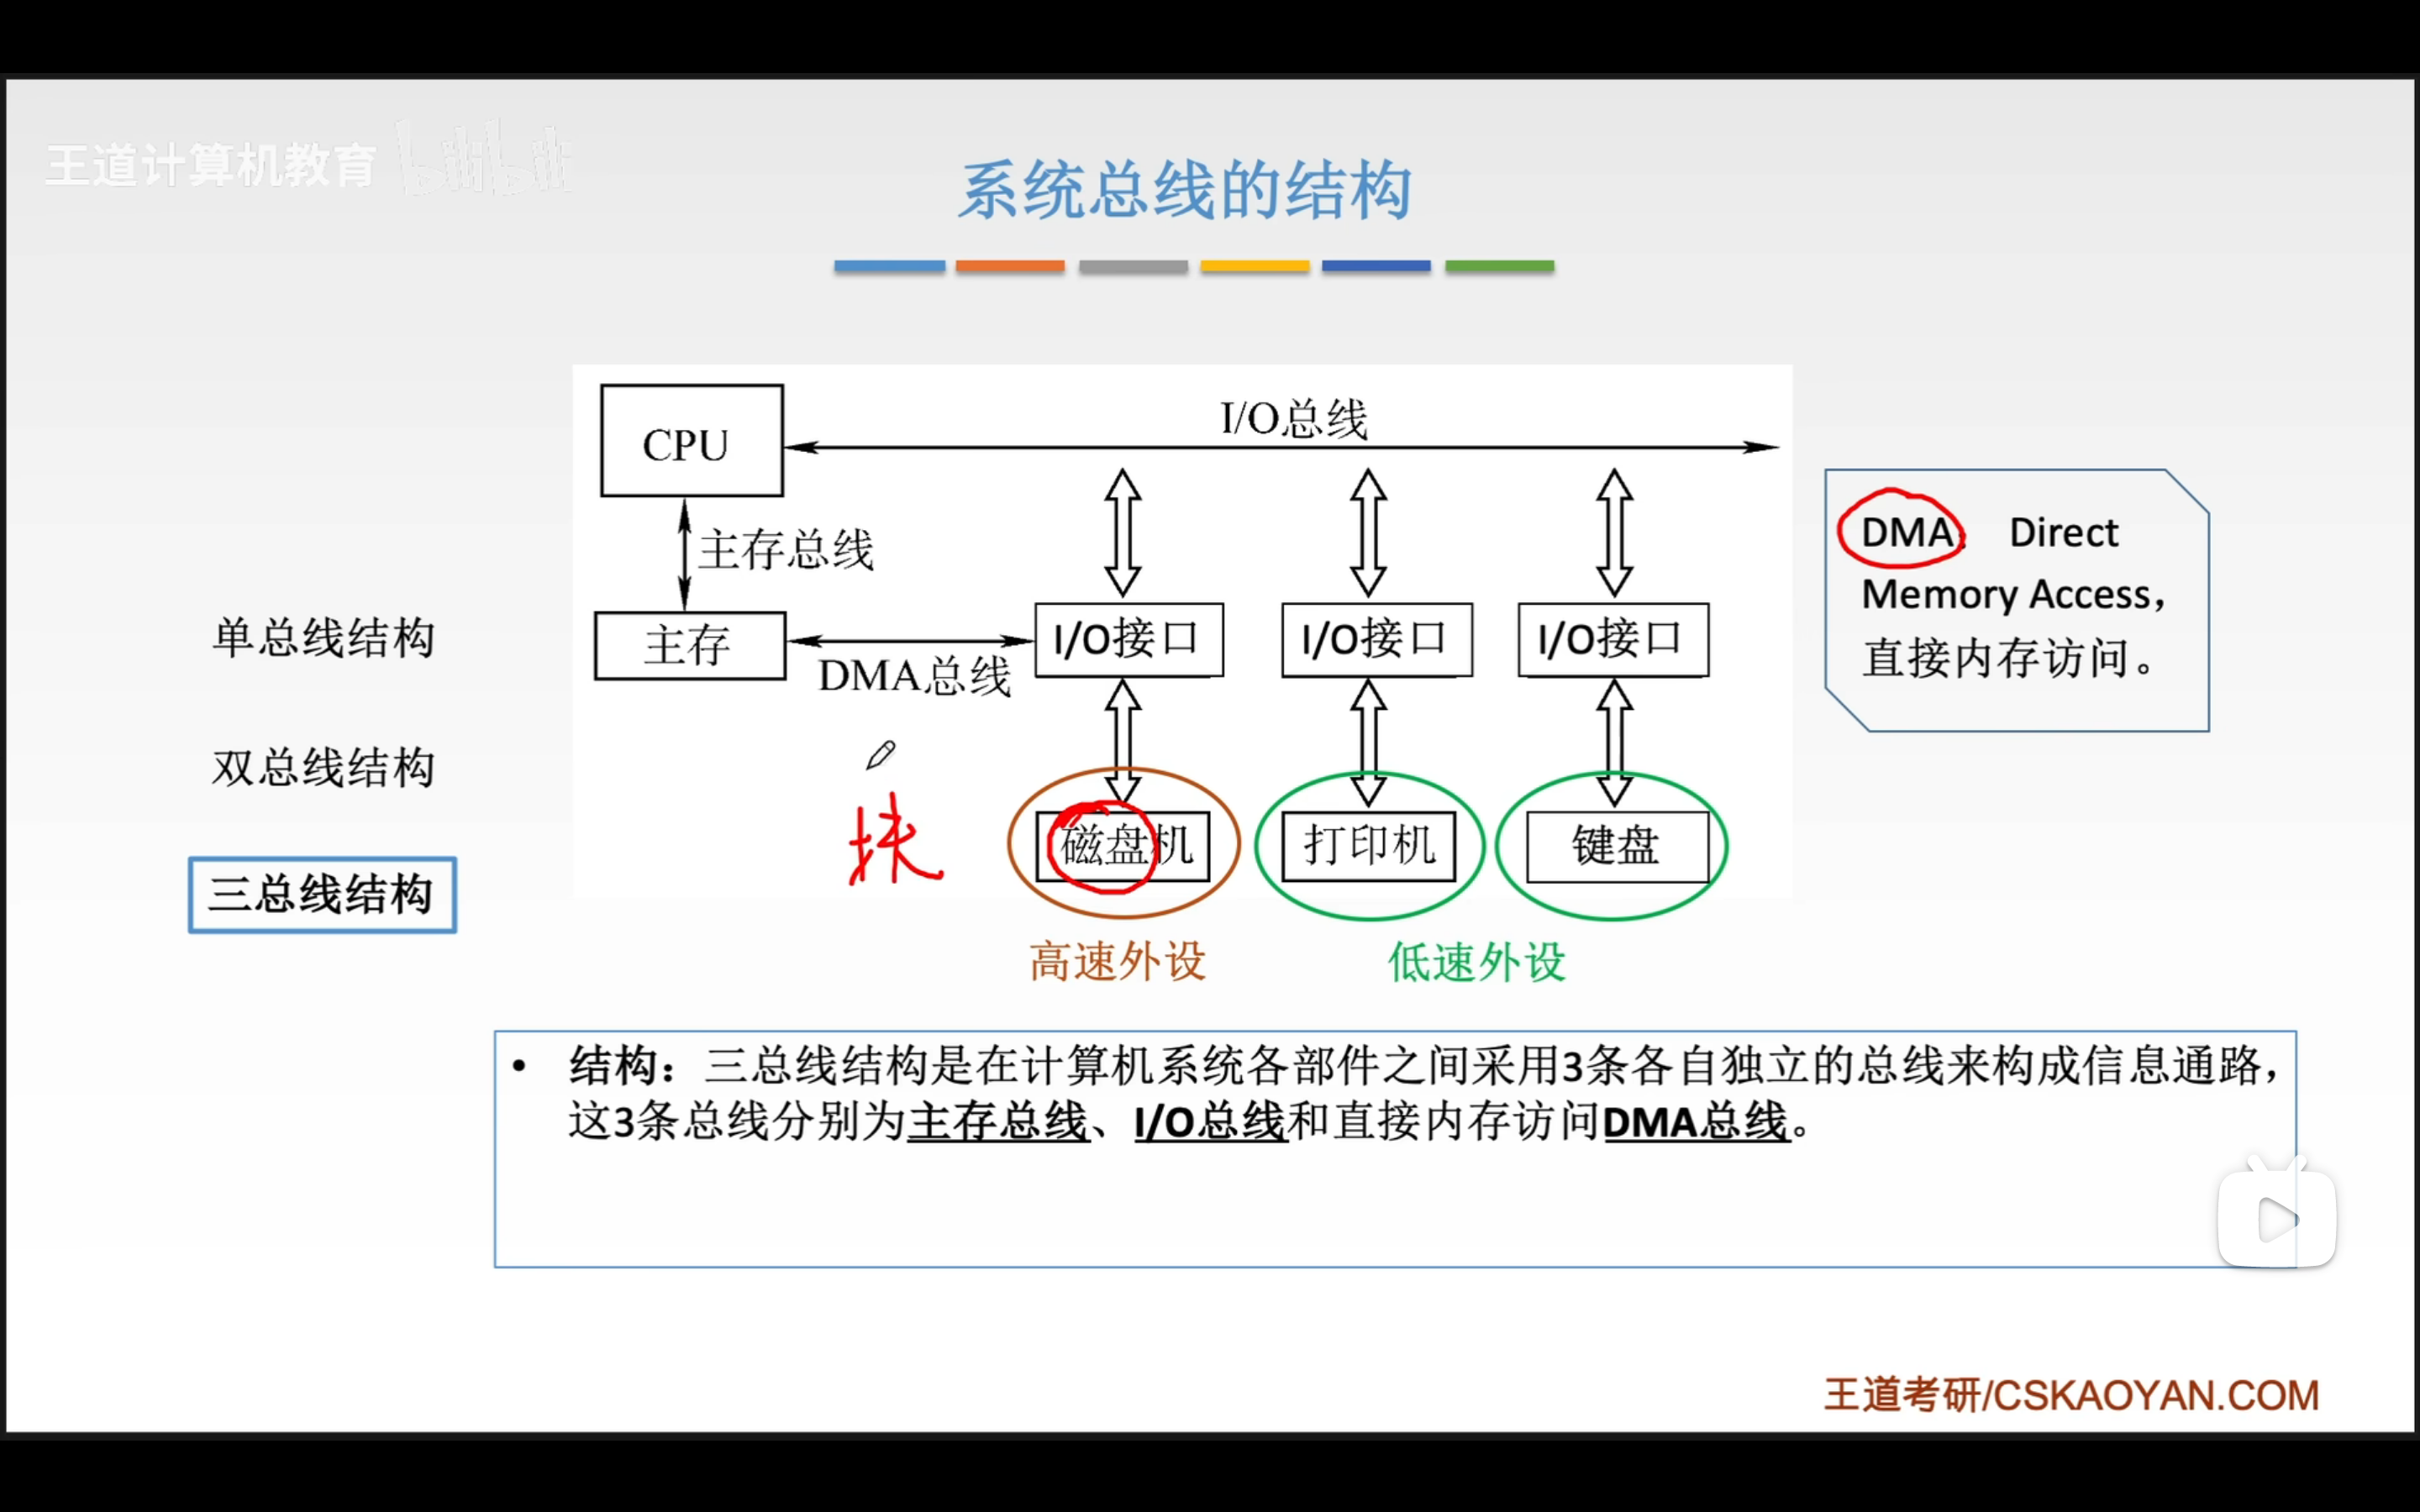 王道计算机教育 bilibili
系统总线的结构
CPU
I/O总线
主存总线
主存
DMA总线
I/O接口
I/O接口
I/O接口
磁盘机
打印机
键盘
高速外设
低速外设
DMA: Direct
Memory Access,
直接内存访问。
单总线结构
双总线结构
三总线结构
• 结构：三总线结构是在计算机系统各部件之间采用3条各自独立的总线来构成信息通路，
这3条总线分别为主存总线、I/O总线和直接内存访问DMA总线。
王道考研/CSKAOYAN.COM